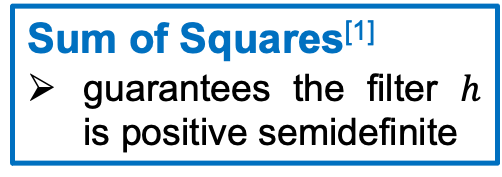 Sum of Squares[1]
➢ guarantees the filter ℎ
is positive semidefinite